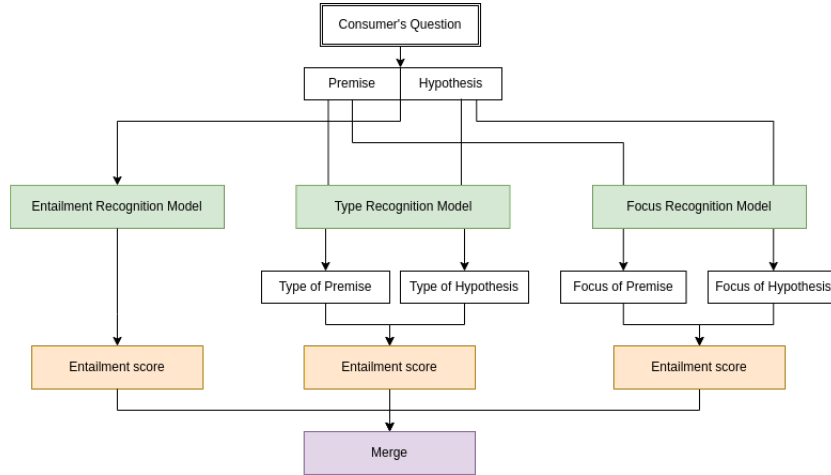 Consumer's Question
Premise
Hypothesis
Entailment Recognition Model
Type Recognition Model
Focus Recognition Model
Type of Premise
Type of Hypothesis
Focus of Premise
Focus of Hypothesis
Entailment score
Entailment score
Entailment score
Merge